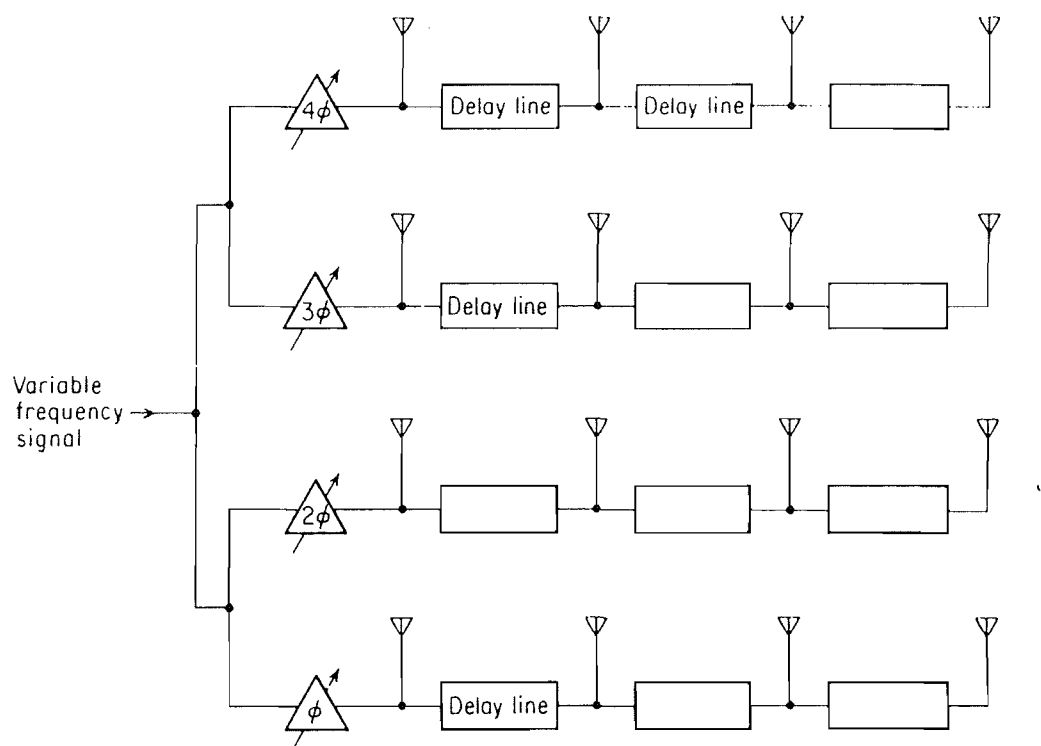 4φ
Delay line
Delay line
3φ
Delay line
Variable
frequency
signal
2φ
φ
Delay line